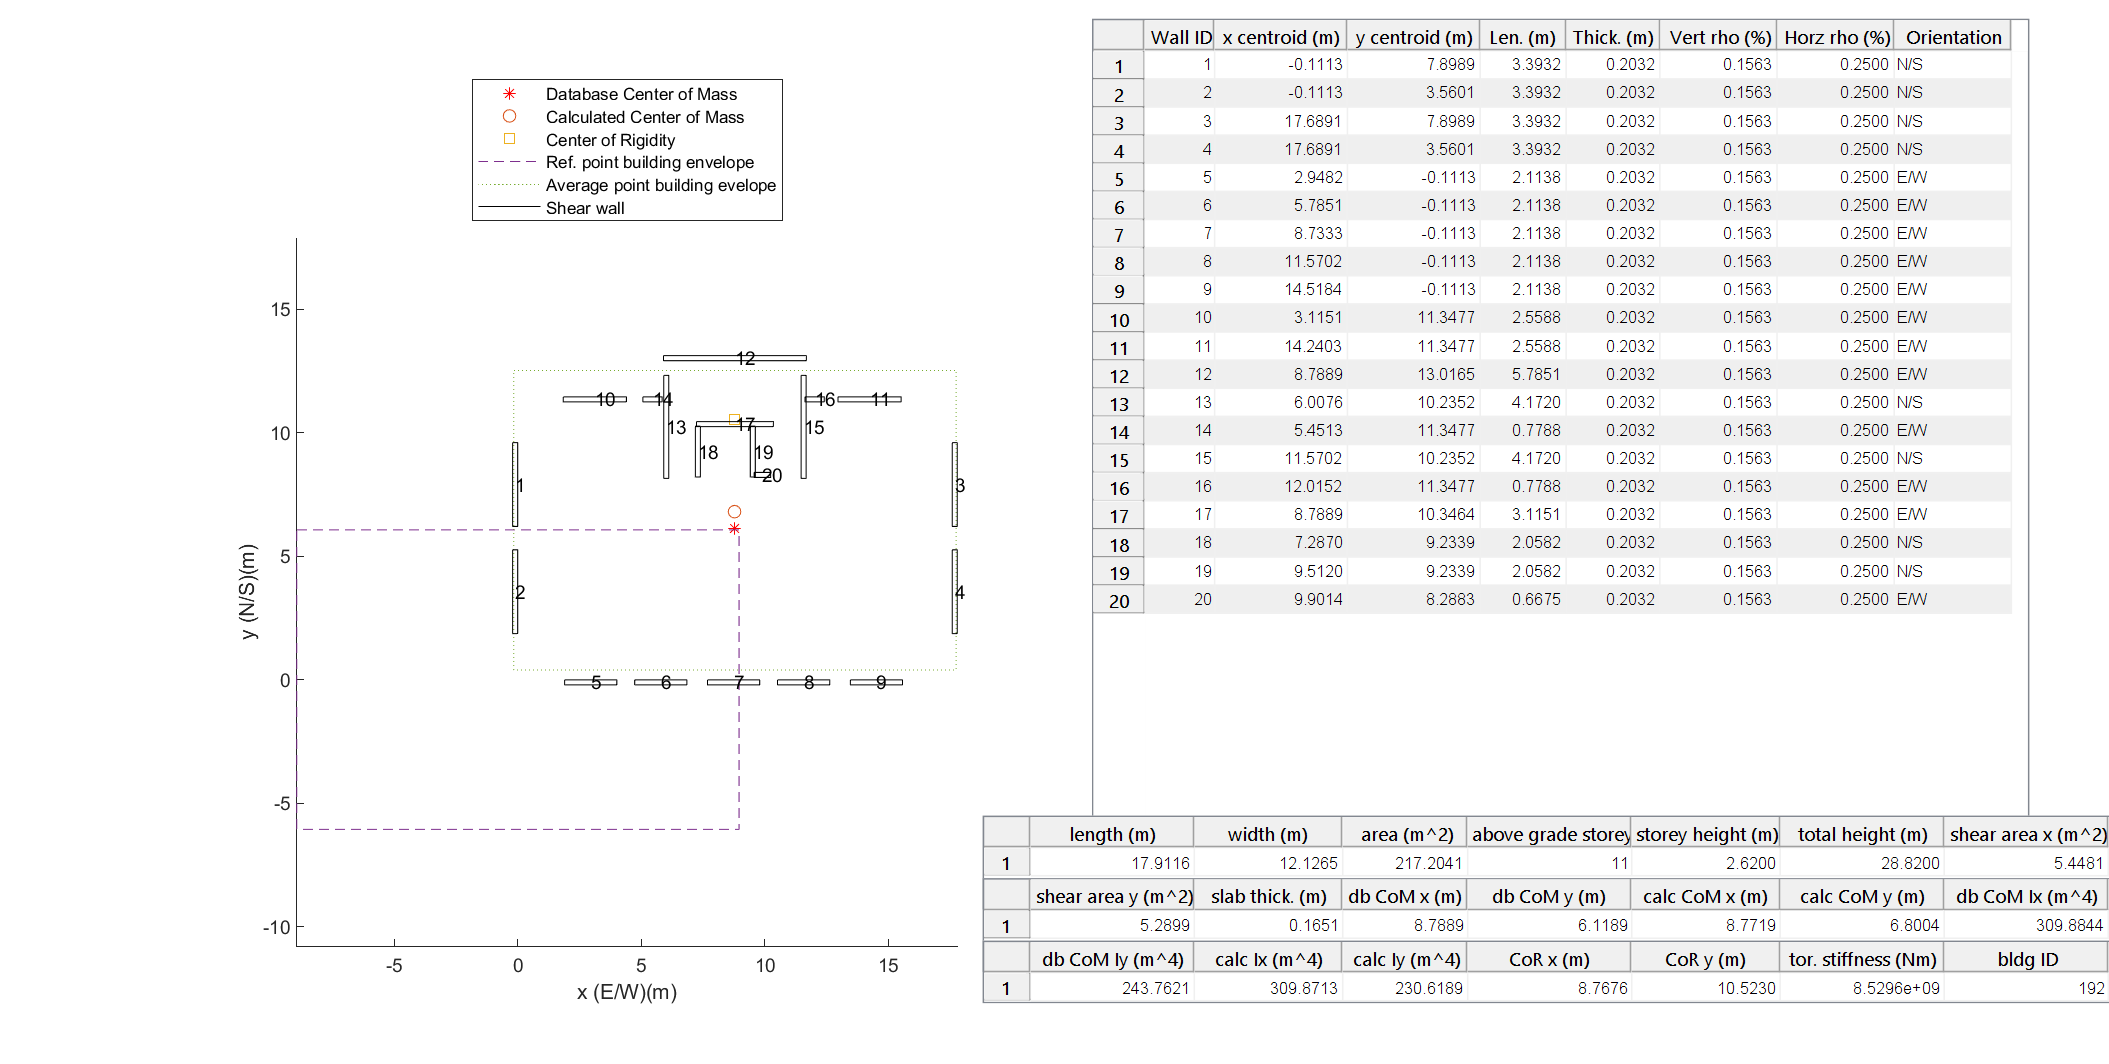 Database Center of Mass
Calculated Center of Mass
Center of Rigidity
Ref. point building envelope
Average point building evelope
Shear wall
15
10
5
0
-5
-10
y (N/S)(m)
-5 0 5 10 15
x (E/W)(m)
12
10 14 16 11
13 17 15
18 19
20
1 3
2 4
5 6 7 8 9
Wall ID x centroid (m) y centroid (m) Len. (m) Thick. (m) Vert rho (%) Horz rho (%) Orientation
1 1 -0.1113 7.8989 3.3932 0.2032 0.1563 0.2500 N/S
2 2 -0.1113 3.5601 3.3932 0.2032 0.1563 0.2500 N/S
3 3 17.6891 7.8989 3.3932 0.2032 0.1563 0.2500 N/S
4 4 17.6891 3.5601 3.3932 0.2032 0.1563 0.2500 N/S
5 5 2.9482 -0.1113 2.1138 0.2032 0.1563 0.2500 E/W
6 6 5.7851 -0.1113 2.1138 0.2032 0.1563 0.2500 E/W
7 7 8.7333 -0.1113 2.1138 0.2032 0.1563 0.2500 E/W
8 8 11.5702 -0.1113 2.1138 0.2032 0.1563 0.2500 E/W
9 9 14.5184 -0.1113 2.1138 0.2032 0.1563 0.2500 E/W
10 10 3.1151 11.3477 2.5588 0.2032 0.1563 0.2500 E/W
11 11 14.2403 11.3477 2.5588 0.2032 0.1563 0.2500 E/W
12 12 8.7889 13.0165 5.7851 0.2032 0.1563 0.2500 E/W
13 13 6.0076 10.2352 4.1720 0.2032 0.1563 0.2500 N/S
14 14 5.4513 11.3477 0.7788 0.2032 0.1563 0.2500 E/W
15 15 11.5702 10.2352 4.1720 0.2032 0.1563 0.2500 N/S
16 16 12.0152 11.3477 0.7788 0.2032 0.1563 0.2500 E/W
17 17 8.7889 10.3464 3.1151 0.2032 0.1563 0.2500 E/W
18 18 7.2870 9.2339 2.0582 0.2032 0.1563 0.2500 N/S
19 19 9.5120 9.2339 2.0582 0.2032 0.1563 0.2500 N/S
20 20 9.9014 8.2883 0.6675 0.2032 0.1563 0.2500 E/W
length (m) width (m) area (m^2) above grade storey storey height (m) total height (m) shear area x (m^2)
1 17.9116 12.1265 217.2041 11 2.6200 28.8200 5.4481
shear area y (m^2) slab thick. (m) db CoM x (m) db CoM y (m) calc CoM x (m) calc CoM y (m) db CoM Ix (m^4)
1 5.2899 0.1651 8.7889 6.1189 8.7719 6.8004 309.8844
db CoM Iy (m^4) calc Ix (m^4) calc Iy (m^4) CoR x (m) CoR y (m) tor. stiffness (Nm) bldg ID
1 243.7621 309.8713 230.6189 8.7676 10.5230 8.5296e+09 192